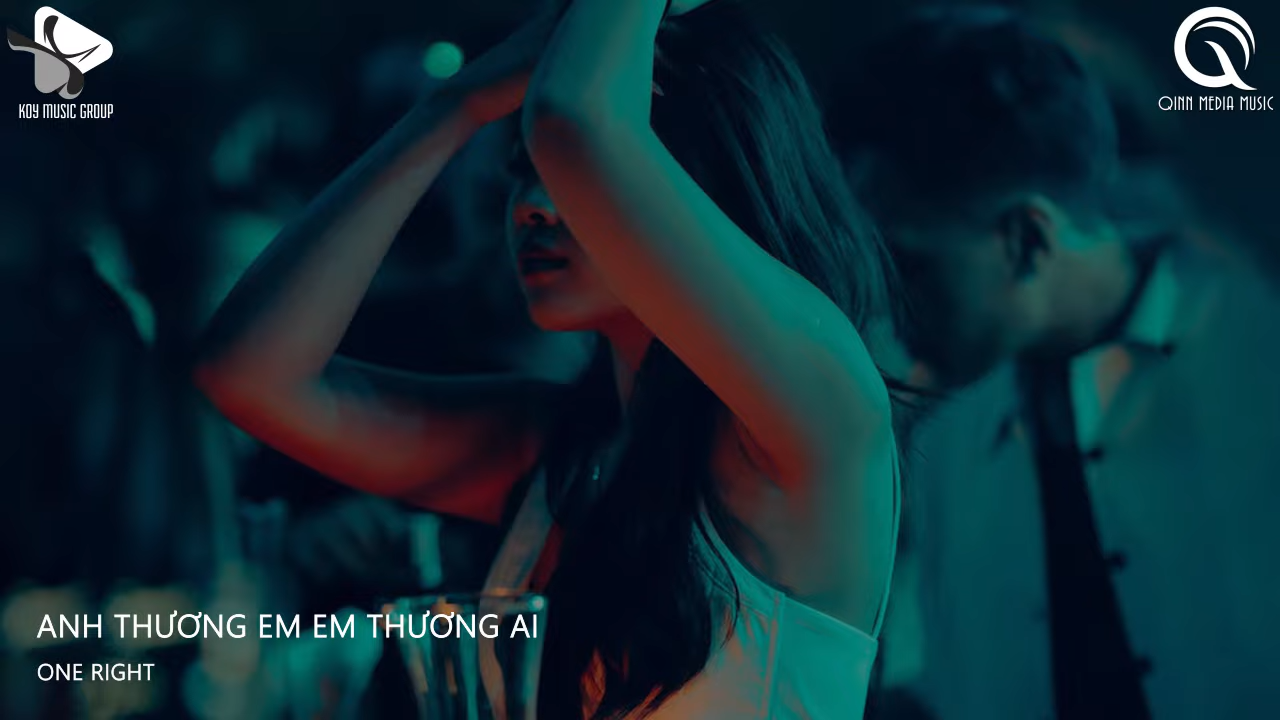 KOY MUSIC GROUP
QINN MEDIA MUSIC
ANH THƯƠNG EM EM THƯƠNG AI
ONE RIGHT